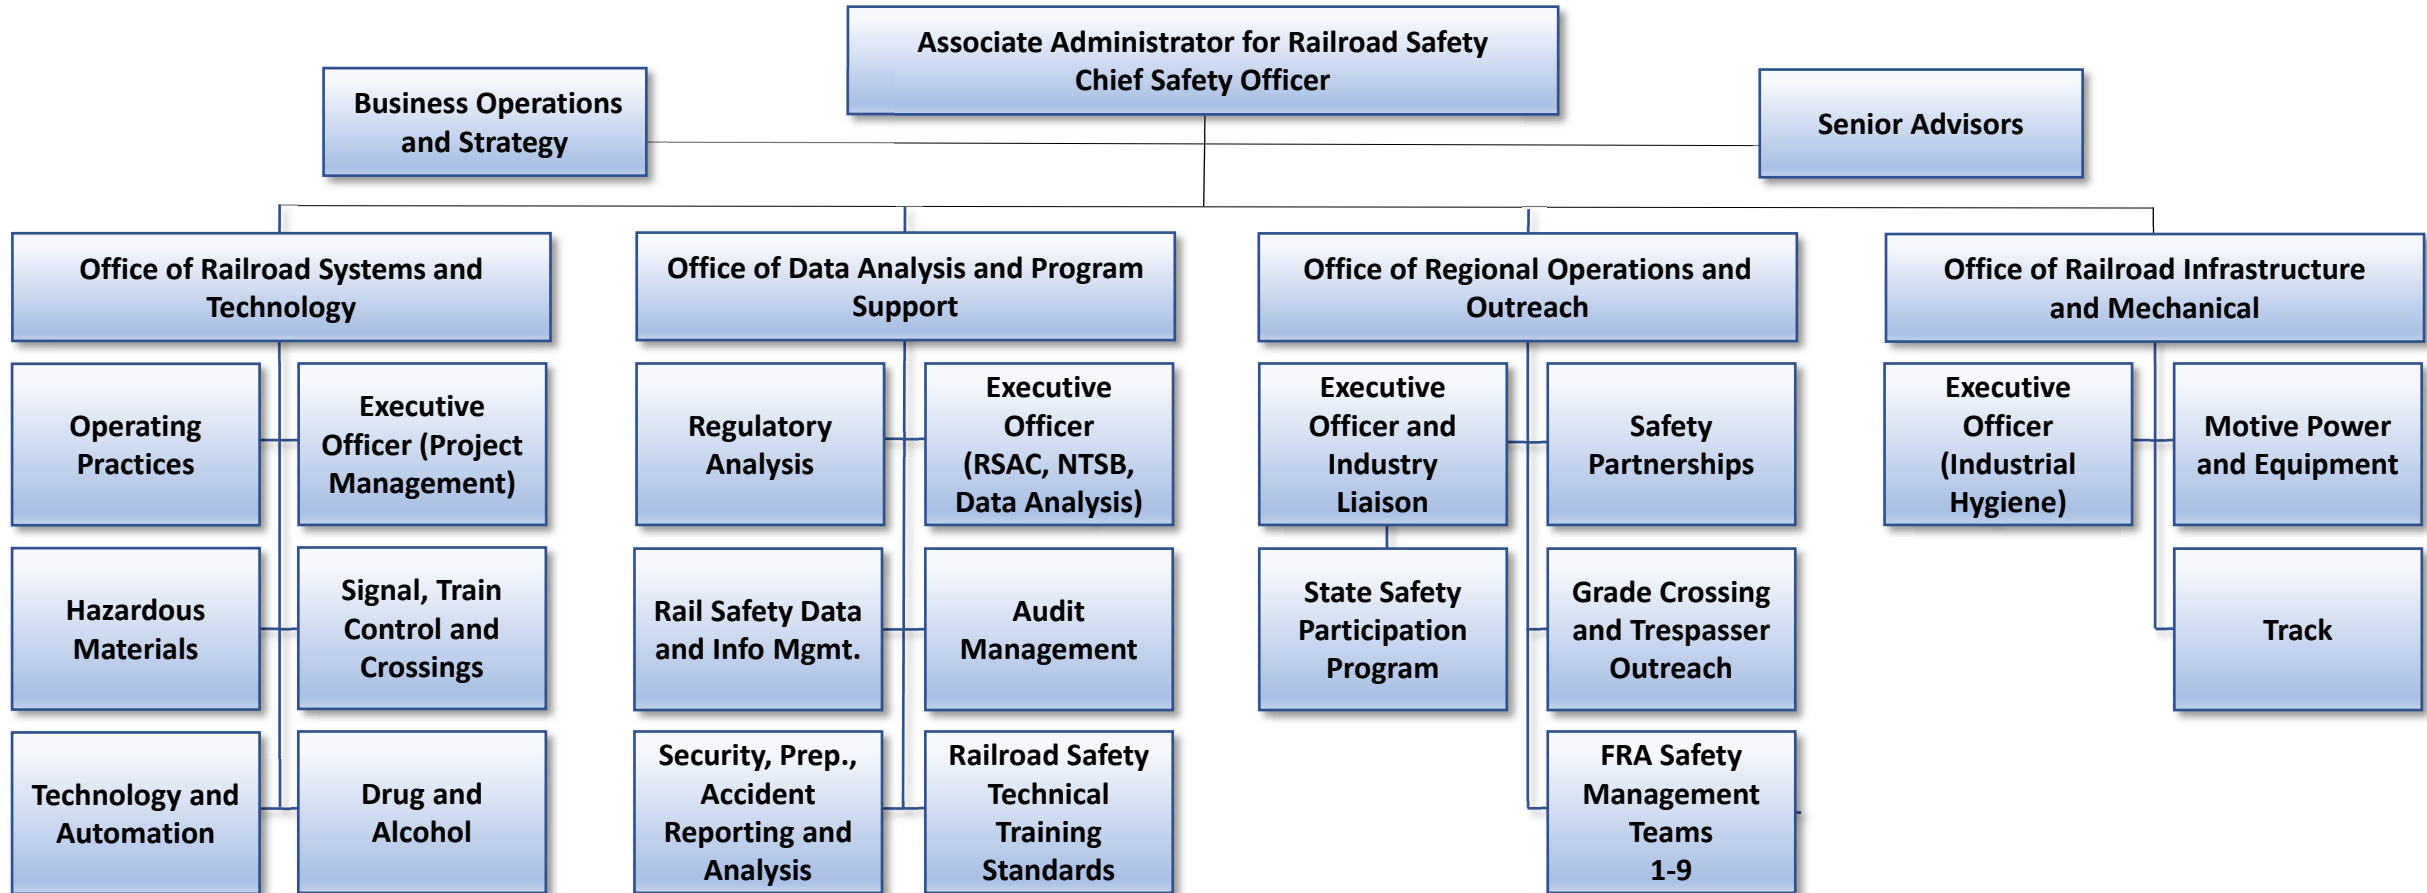 Associate Administrator for Railroad Safety
Chief Safety Officer
Business Operations
and Strategy
Senior Advisors
Office of Railroad Systems and
Technology
Office of Data Analysis and Program
Support
Office of Regional Operations and
Outreach
Office of Railroad Infrastructure
and Mechanical
Operating
Practices
Executive
Officer (Project
Management)
Regulatory
Analysis
Executive
Officer
(RSAC, NTSB,
Data Analysis)
Executive
Officer and
Industry
Liaison
Safety
Partnerships
Executive
Officer
(Industrial
Hygiene)
Motive Power
and Equipment
Hazardous
Materials
Signal, Train
Control and
Crossings
Rail Safety Data
and Info Mgmt.
Audit
Management
State Safety
Participation
Program
Grade Crossing
and Trespasser
Outreach
Track
Technology and
Automation
Drug and
Alcohol
Security, Prep.,
Accident
Reporting and
Analysis
Railroad Safety
Technical
Training
Standards
FRA Safety
Management
Teams
1-9